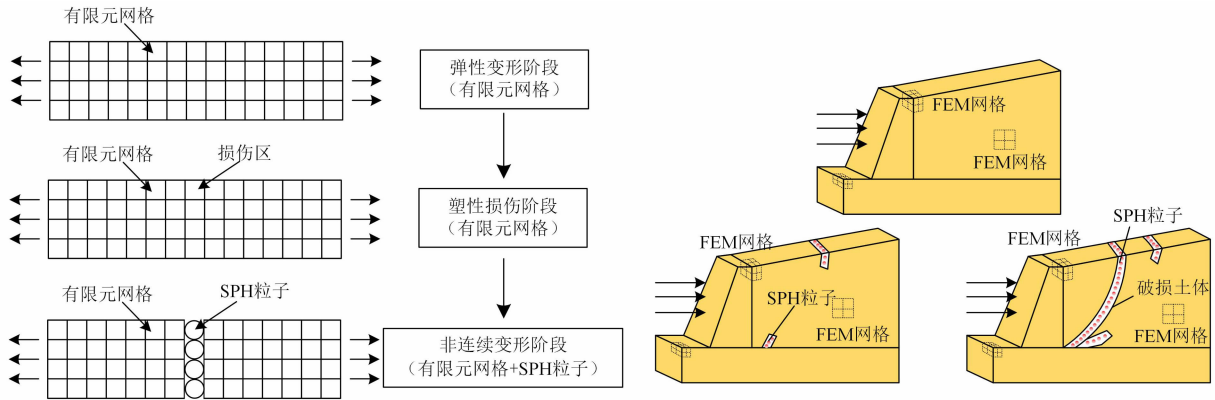 有限元网格
弹性变形阶段
（有限元网格）
有限元网格
损伤区
塑性损伤阶段
（有限元网格）
有限元网格
SPH粒子
非连续变形阶段
（有限元网格+SPH粒子）
FEM网格
FEM网格
FEM网格
SPH粒子
FEM网格
FEM网格
SPH粒子
破损土体
FEM网格